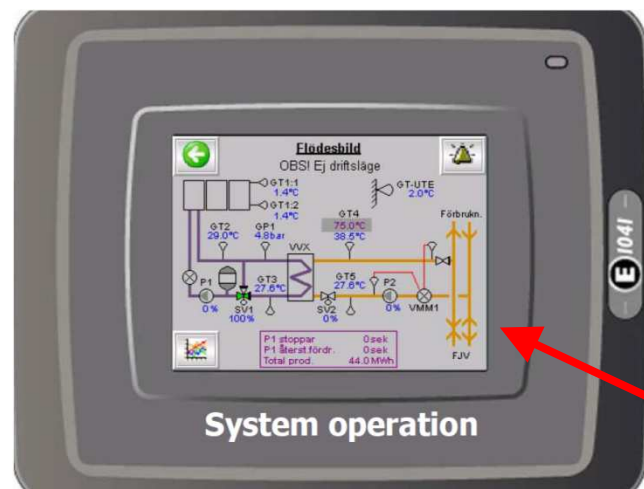 Flödesbild
OBS! Ej driftsläge
GT1:1
1.4°C
GT1:2
1.4°C
GT-UTE
2.0°C
GT2
29.0°C
GP1
4.8bar
GT4
75.0°C
38.5°C
Förbrukn.
VVX
P1
0%
SV1
100%
GT3
27.6°C
GT5
27.6°C
SV2
0%
P2
0%
VMM1
P1 stoppar 0sek
P1 återst.fördr. 0sek
Total prod. 44.0MWh
FJV
E1041
System operation